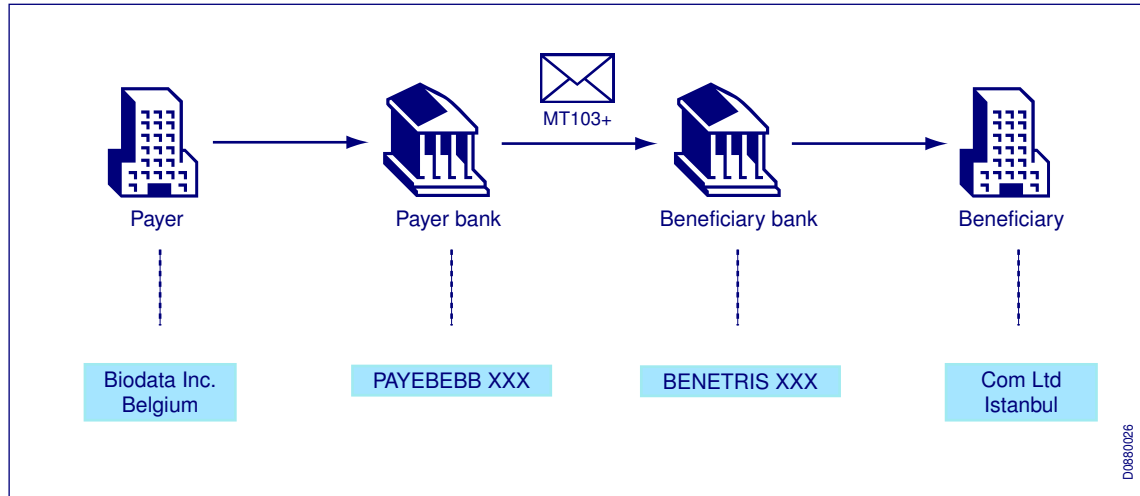 MT103+
Payer
Payer bank
Beneficiary bank
Beneficiary
Biodata Inc.
Belgium
PAYEBEBB XXX
BENETRIS XXX
Com Ltd
Istanbul
D0880026